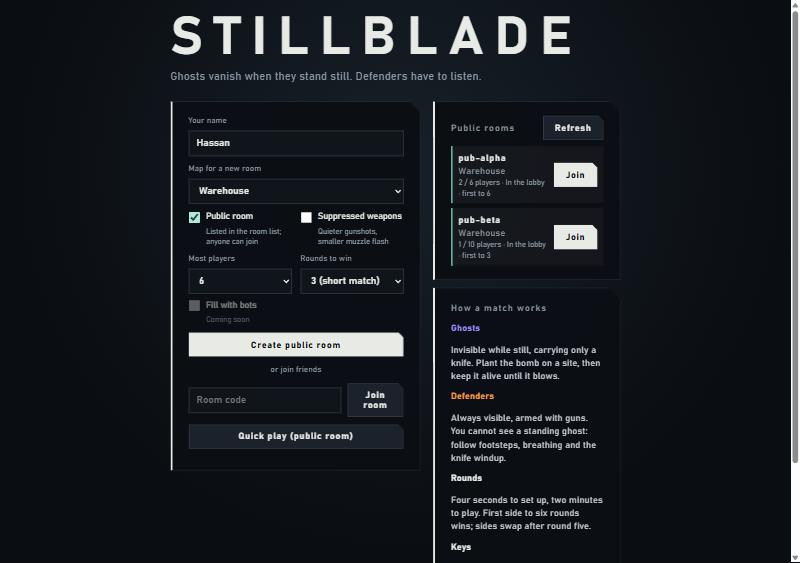 STILLBLADE
Ghosts vanish when they stand still. Defenders have to listen.
Your name
Hassan
Map for a new room
Warehouse
Public room
Listed in the room list;
anyone can join
Suppressed weapons
Quieter gunshots,
smaller muzzle flash
Most players
6
Rounds to win
3 (short match)
Fill with bots
Coming soon
Create public room
or join friends
Room code
Join
room
Quick play (public room)
Public rooms
Refresh
pub-alpha
Warehouse
2 / 6 players · In the lobby
· first to 6
Join
pub-beta
Warehouse
1 / 10 players · In the lobby
· first to 3
Join
How a match works
Ghosts
Invisible while still, carrying only a
knife. Plant the bomb on a site, then
keep it alive until it blows.
Defenders
Always visible, armed with guns.
You cannot see a standing ghost:
follow footsteps, breathing and the
knife windup.
Rounds
Four seconds to set up, two minutes
to play. First side to six rounds
wins; sides swap after round five.
Keys